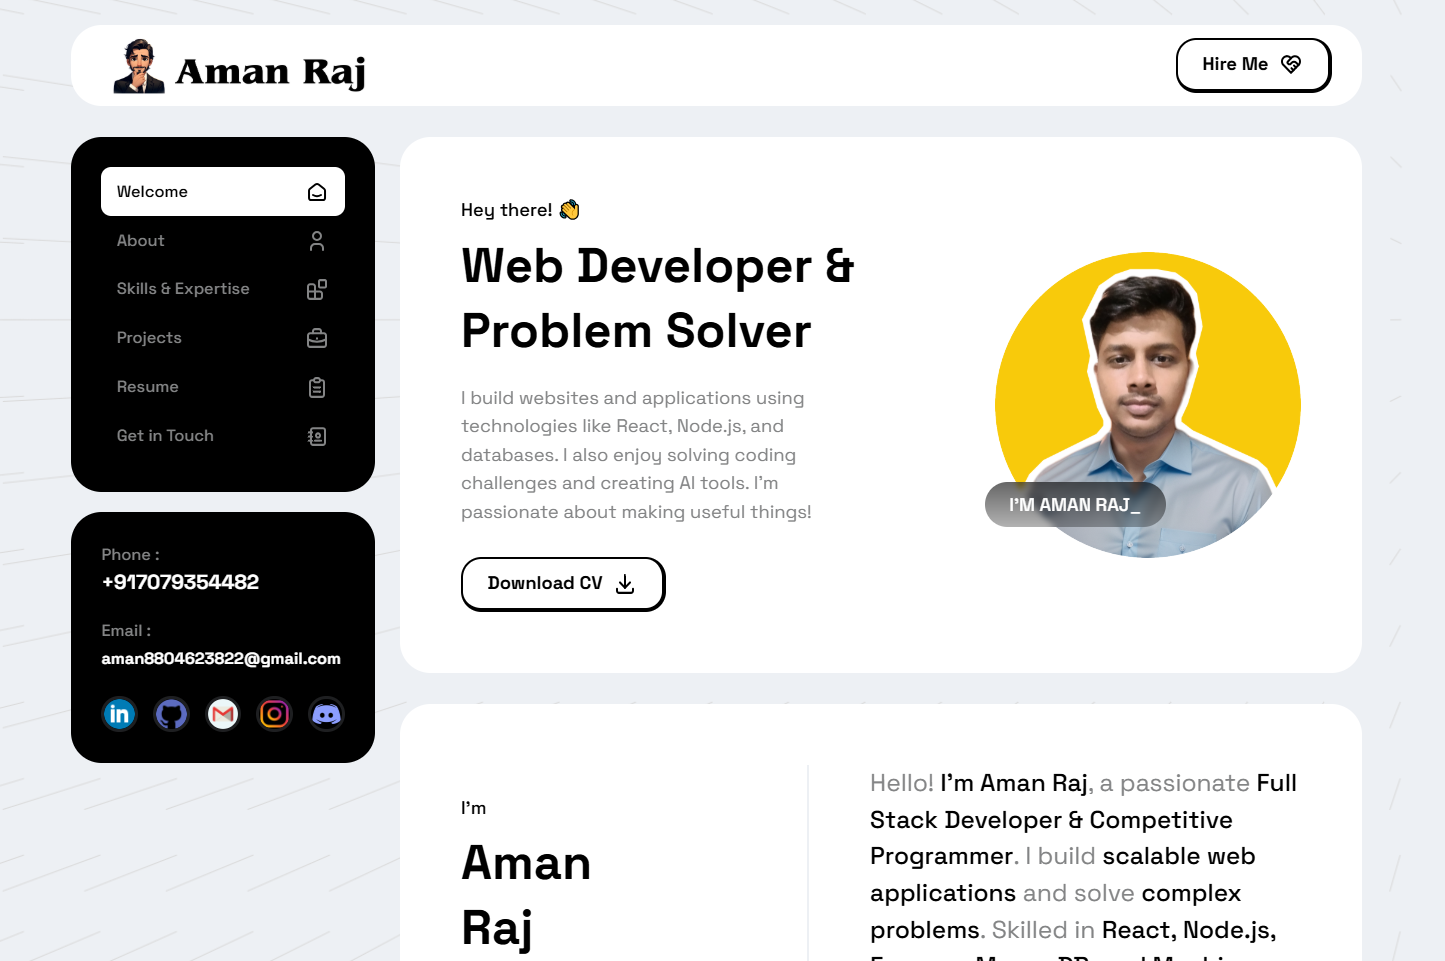 Aman Raj
Hire Me
Welcome
About
Skills & Expertise
Projects
Resume
Get in Touch
Phone :
+917079354482
Email :
aman8804623822@gmail.com
in
Hey there! 👋
Web Developer &
Problem Solver
I build websites and applications using
technologies like React, Node.js, and
databases. I also enjoy solving coding
challenges and creating AI tools. I'm
passionate about making useful things!
Download CV
I'M AMAN RAJ_
I'm
Aman
Raj
Hello! I'm Aman Raj, a passionate Full
Stack Developer & Competitive
Programmer. I build scalable web
applications and solve complex
problems. Skilled in React, Node.js,